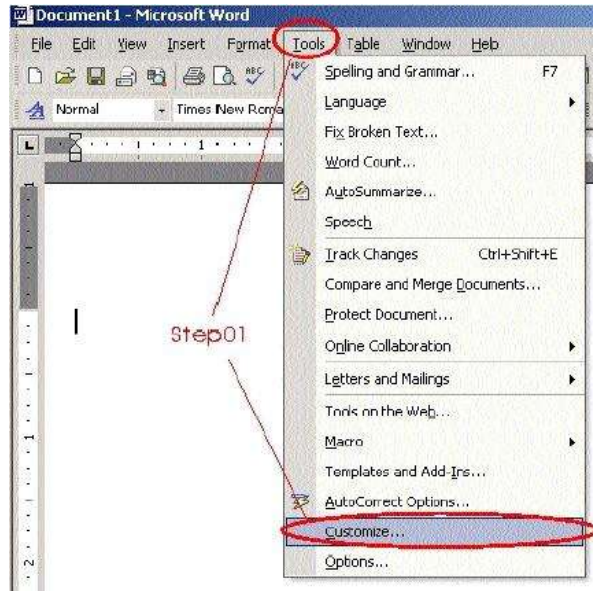 Document1 - Microsoft Word
File Edit View Insert Format Tools Table Window Help
Normal Times New Roma
Spelling and Grammar... F7
Language
Fix Broken Text...
Word Count...
AutoSummarize...
Speech
Track Changes Ctrl+Shift+E
Compare and Merge Documents...
Protect Document...
Online Collaboration
Letters and Mailings
Tools on the Web...
Macro
Templates and Add-Ins...
AutoCorrect Options...
Customize...
Options...
Step01